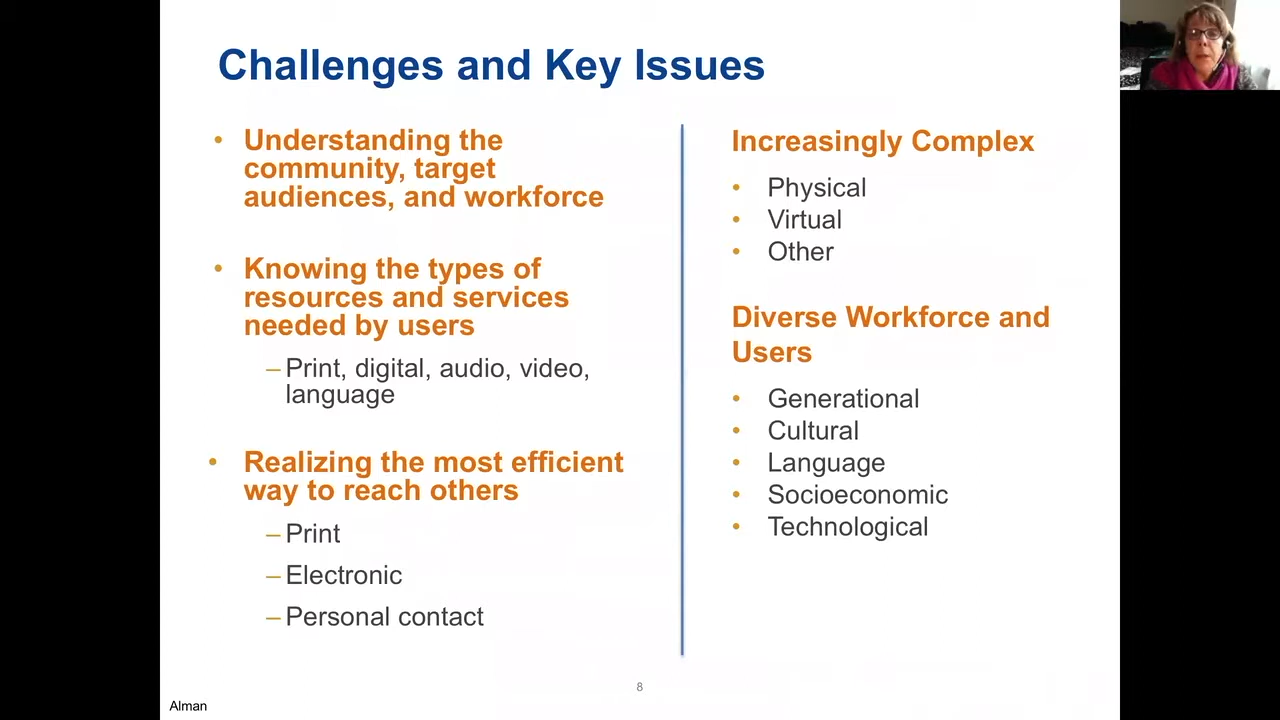 Challenges and Key Issues
• Understanding the
community, target
audiences, and workforce
• Knowing the types of
resources and services
needed by users
– Print, digital, audio, video,
language
• Realizing the most efficient
way to reach others
– Print
– Electronic
– Personal contact
Increasingly Complex
• Physical
• Virtual
• Other
Diverse Workforce and
Users
• Generational
• Cultural
• Language
• Socioeconomic
• Technological
8
Alman